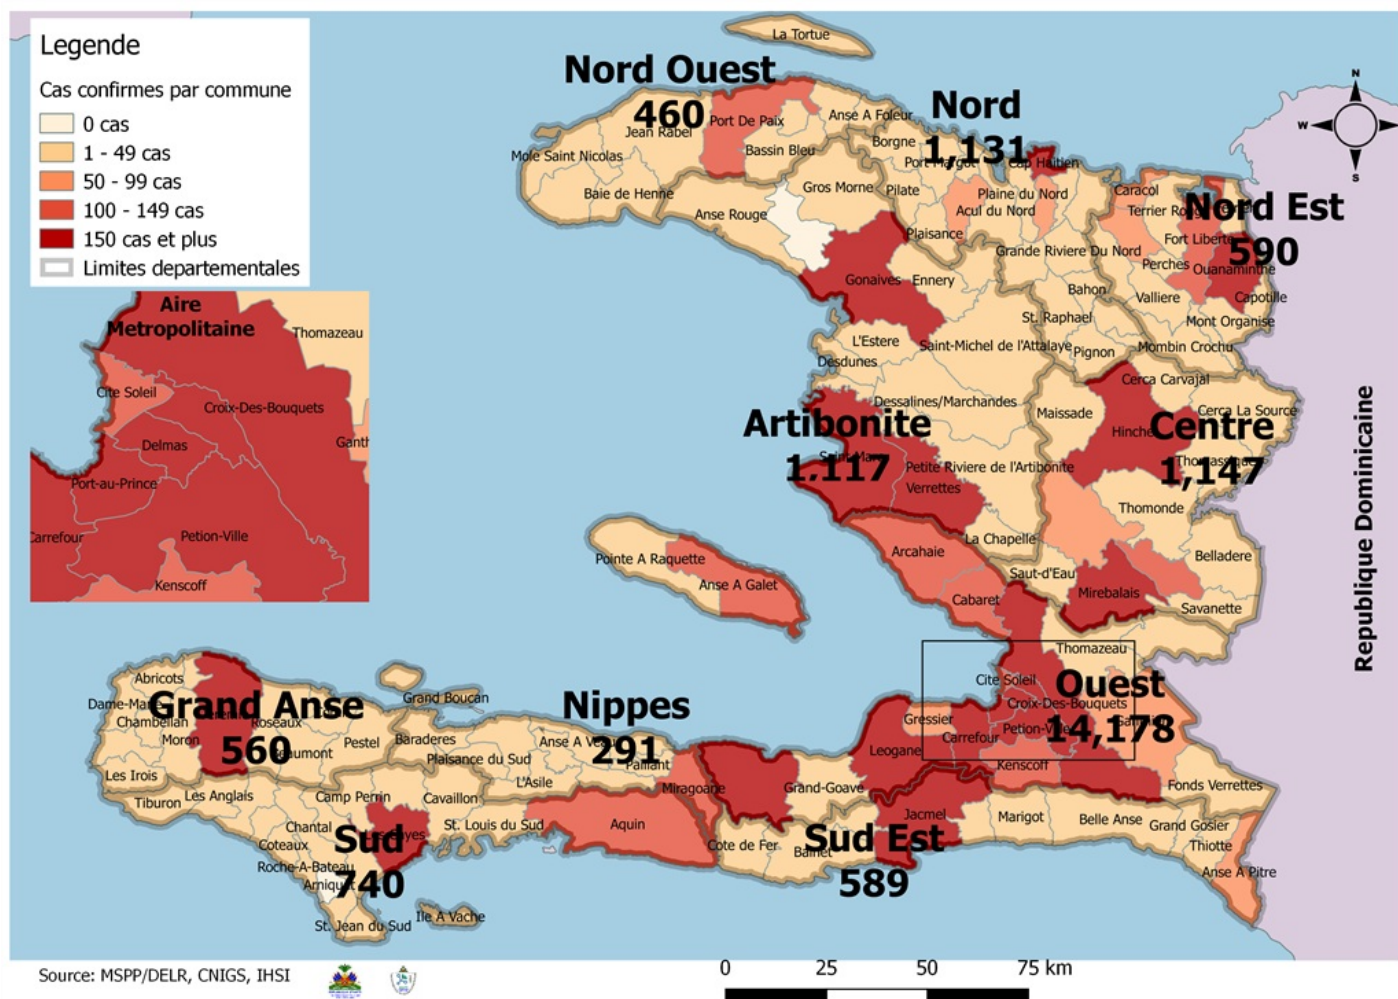 Legende
Cas confirmes par commune
0 cas
1 - 49 cas
50 - 99 cas
100 - 149 cas
150 cas et plus
Limites departementales
Aire
Metropolitaine
Thomazeau
Cite Soleil
Croix-Des-Bouquets
Ganth
Delmas
Port-au-Prince
Carrefour
Petion-Ville
Kenscoff
La Tortue
Nord Ouest
460
Jean Rabel
Port De Paix
Anse A Foleur
Bassin Bleu
Mole Saint Nicolas
Baie de Henne
Nord
1,131
Borgne
Port Margot
Cap Haitien
Gros Morne
Pilate
Plaine du Nord
Acul du Nord
Anse Rouge
Plaisance
Caracol
Terrier Rouge
Nord Est
590
Fort Liberte
Grande Riviere Du Nord
Perches
Ouanaminthe
Gonaives
Ennery
Bahon
Valliere
Capotille
St. Raphael
Mont Organise
L'Estere
Saint-Michel de l'Attalaye
Pignon
Mombin Crochu
Desdunes
Cerca Carvajal
Dessalines/Marchandes
Maissade
Cerca La Source
Artibonite
1,117
Hinche
Centre
1,147
Petite Riviere de l'Artibonite
Verrettes
Thomonde
La Chapelle
Arcahaie
Belladere
Pointe A Raquette
Anse A Galet
Saut-d'Eau
Cabaret
Mirebalais
Savanette
Republique Dominicaine
Thomazeau
Cite Soleil
Ouest
14,178
Croix-Des-Bouquets
Gressier
Carrefour
Petion-Ville
Leogane
Kenscoff
Fonds Verrettes
Abricots
Grand Anse
560
Dame-Marie
Chambellan
Moron
Roseaux
Beaumont
Pestel
Les Irois
Grand Boucan
Nippes
291
Baraderes
Anse A Veau
Plaisance du Sud
Paillant
L'Asile
Miragoane
Grand-Goave
Tiburon
Les Anglais
Camp Perrin
Cavaillon
St. Louis du Sud
Aquin
Chantal
Sud
740
Les Cayes
Coteaux
Roche-A-Bateau
Arniquet
St. Jean du Sud
Ile A Vache
Cote de Fer
Bainet
Sud Est
589
Jacmel
Marigot
Belle Anse
Grand Gosier
Thiotte
Anse A Pitre
N
W
S
Source: MSPP/DELR, CNIGS, IHSI
0 25 50 75 km